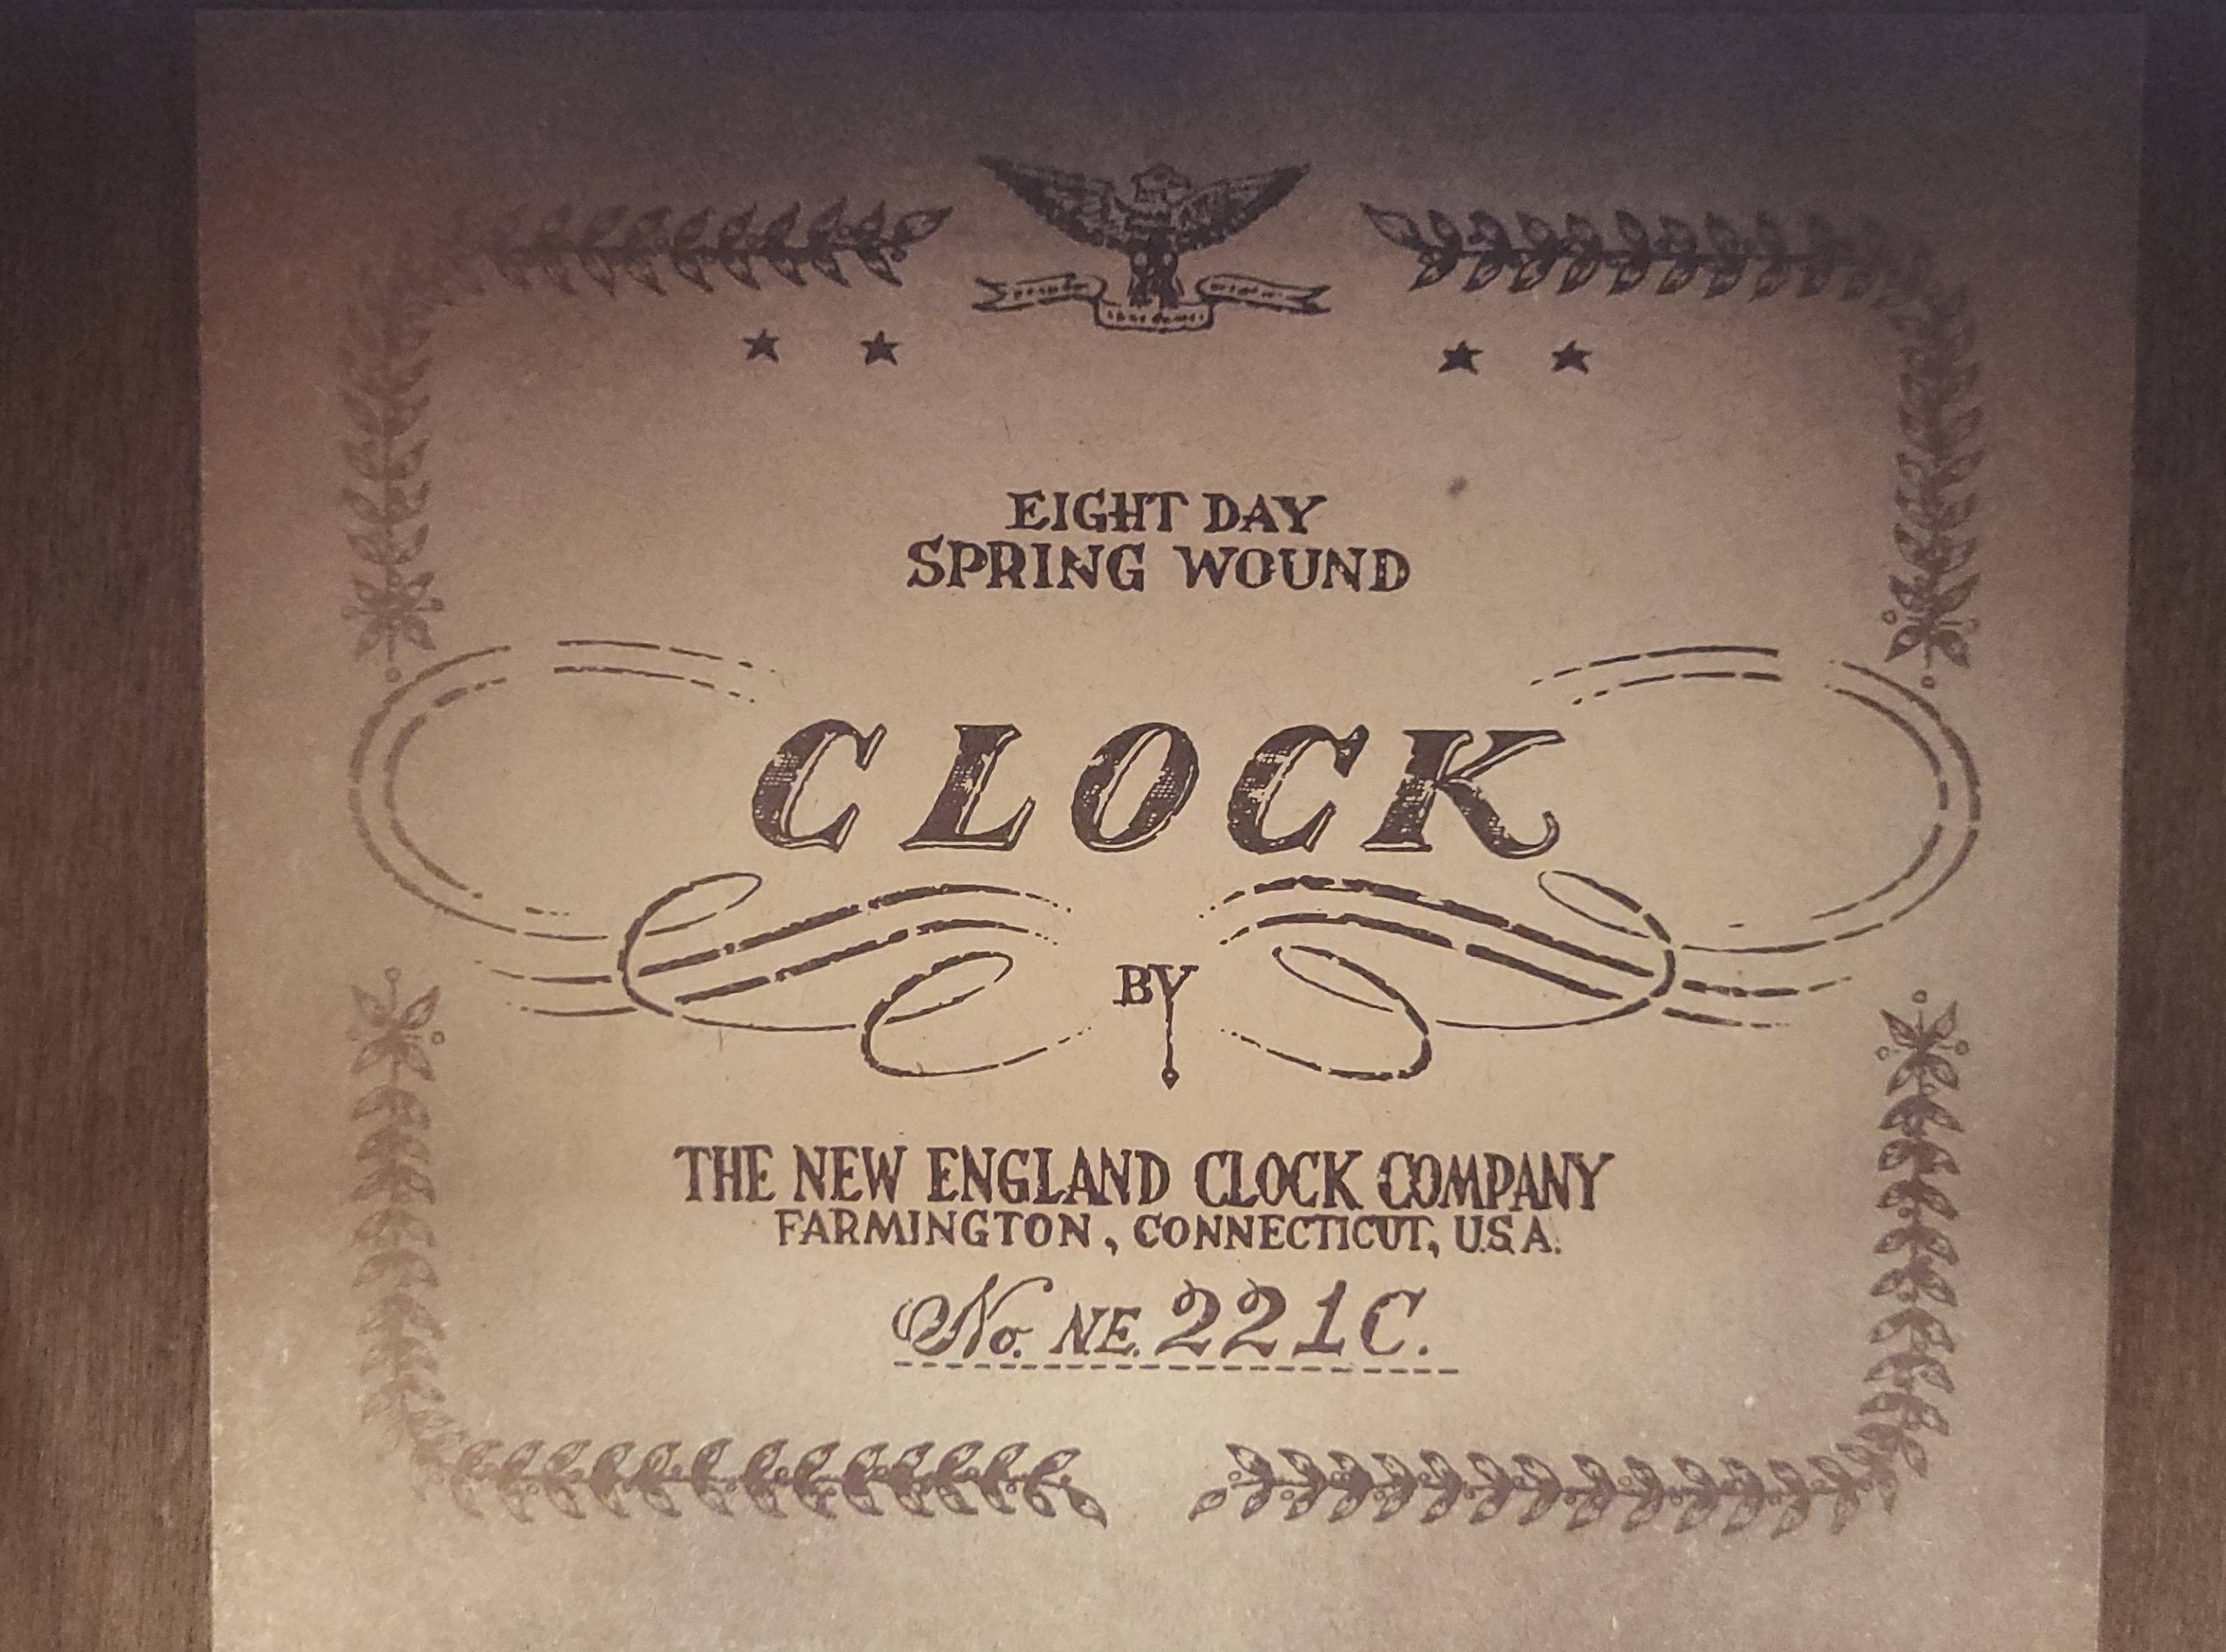 EIGHT DAY
SPRING WOUND
CLOCK
BY
THE NEW ENGLAND CLOCK COMPANY
FARMINGTON, CONNECTICUT, U.S.A.
No. NE. 221C.